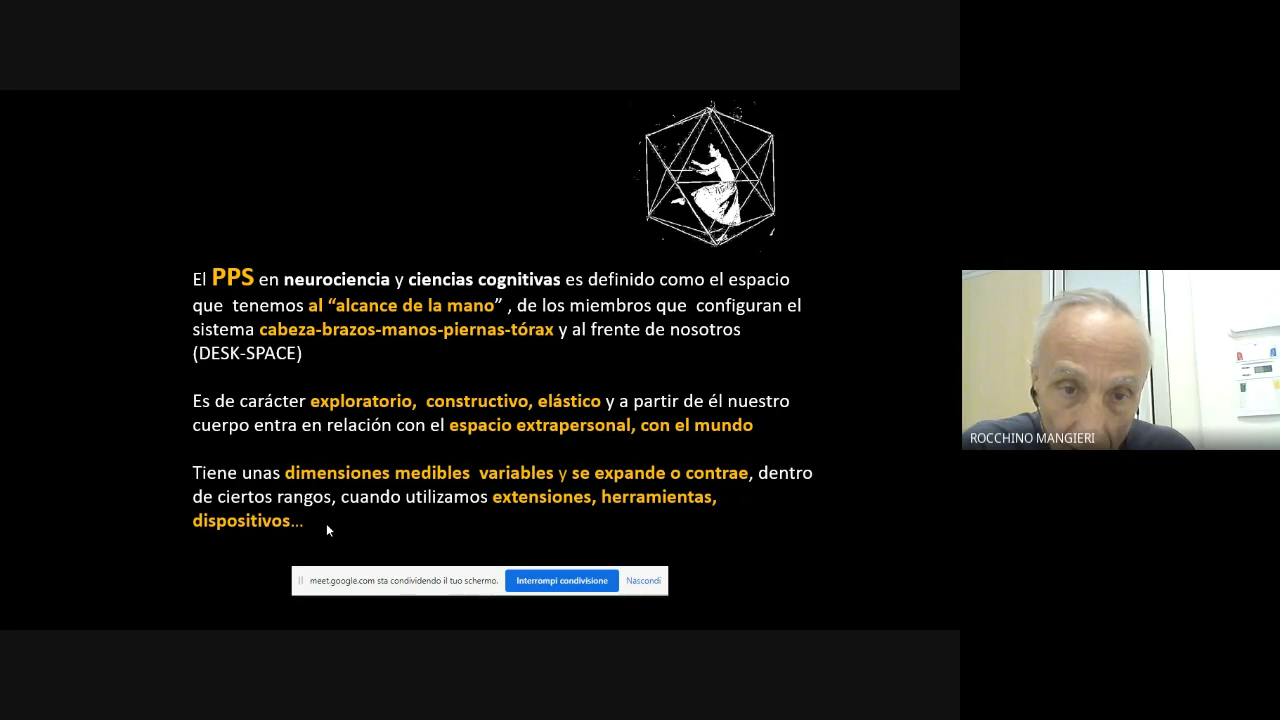 El PPS en neurociencia y ciencias cognitivas es definido como el espacio
que tenemos al “alcance de la mano” , de los miembros que configuran el
sistema cabeza-brazos-manos-piernas-tórax y al frente de nosotros
(DESK-SPACE)
Es de carácter exploratorio, constructivo, elástico y a partir de él nuestro
cuerpo entra en relación con el espacio extrapersonal, con el mundo
Tiene unas dimensiones medibles variables y se expande o contrae, dentro
de ciertos rangos, cuando utilizamos extensiones, herramientas,
dispositivos...
meet.google.com sta condividendo il tuo schermo. Interrompi condivisione Nascondi
ROCCHINO MANGIERI